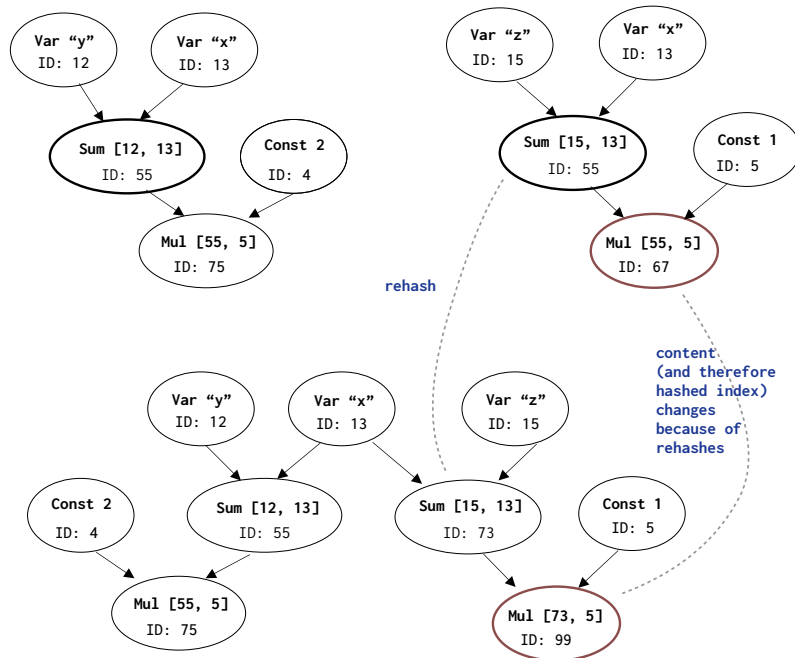 Var “y”
ID: 12
Var “x”
ID: 13
Sum [12, 13]
ID: 55
Const 2
ID: 4
Mul [55, 5]
ID: 75
Var “z”
ID: 15
Var “x”
ID: 13
Sum [15, 13]
ID: 55
Const 1
ID: 5
Mul [55, 5]
ID: 67
rehash
content
(and therefore
hashed index)
changes
because of
rehashes
Var “y”
ID: 12
Var “x”
ID: 13
Var “z”
ID: 15
Const 2
ID: 4
Sum [12, 13]
ID: 55
Sum [15, 13]
ID: 73
Const 1
ID: 5
Mul [55, 5]
ID: 75
Mul [73, 5]
ID: 99